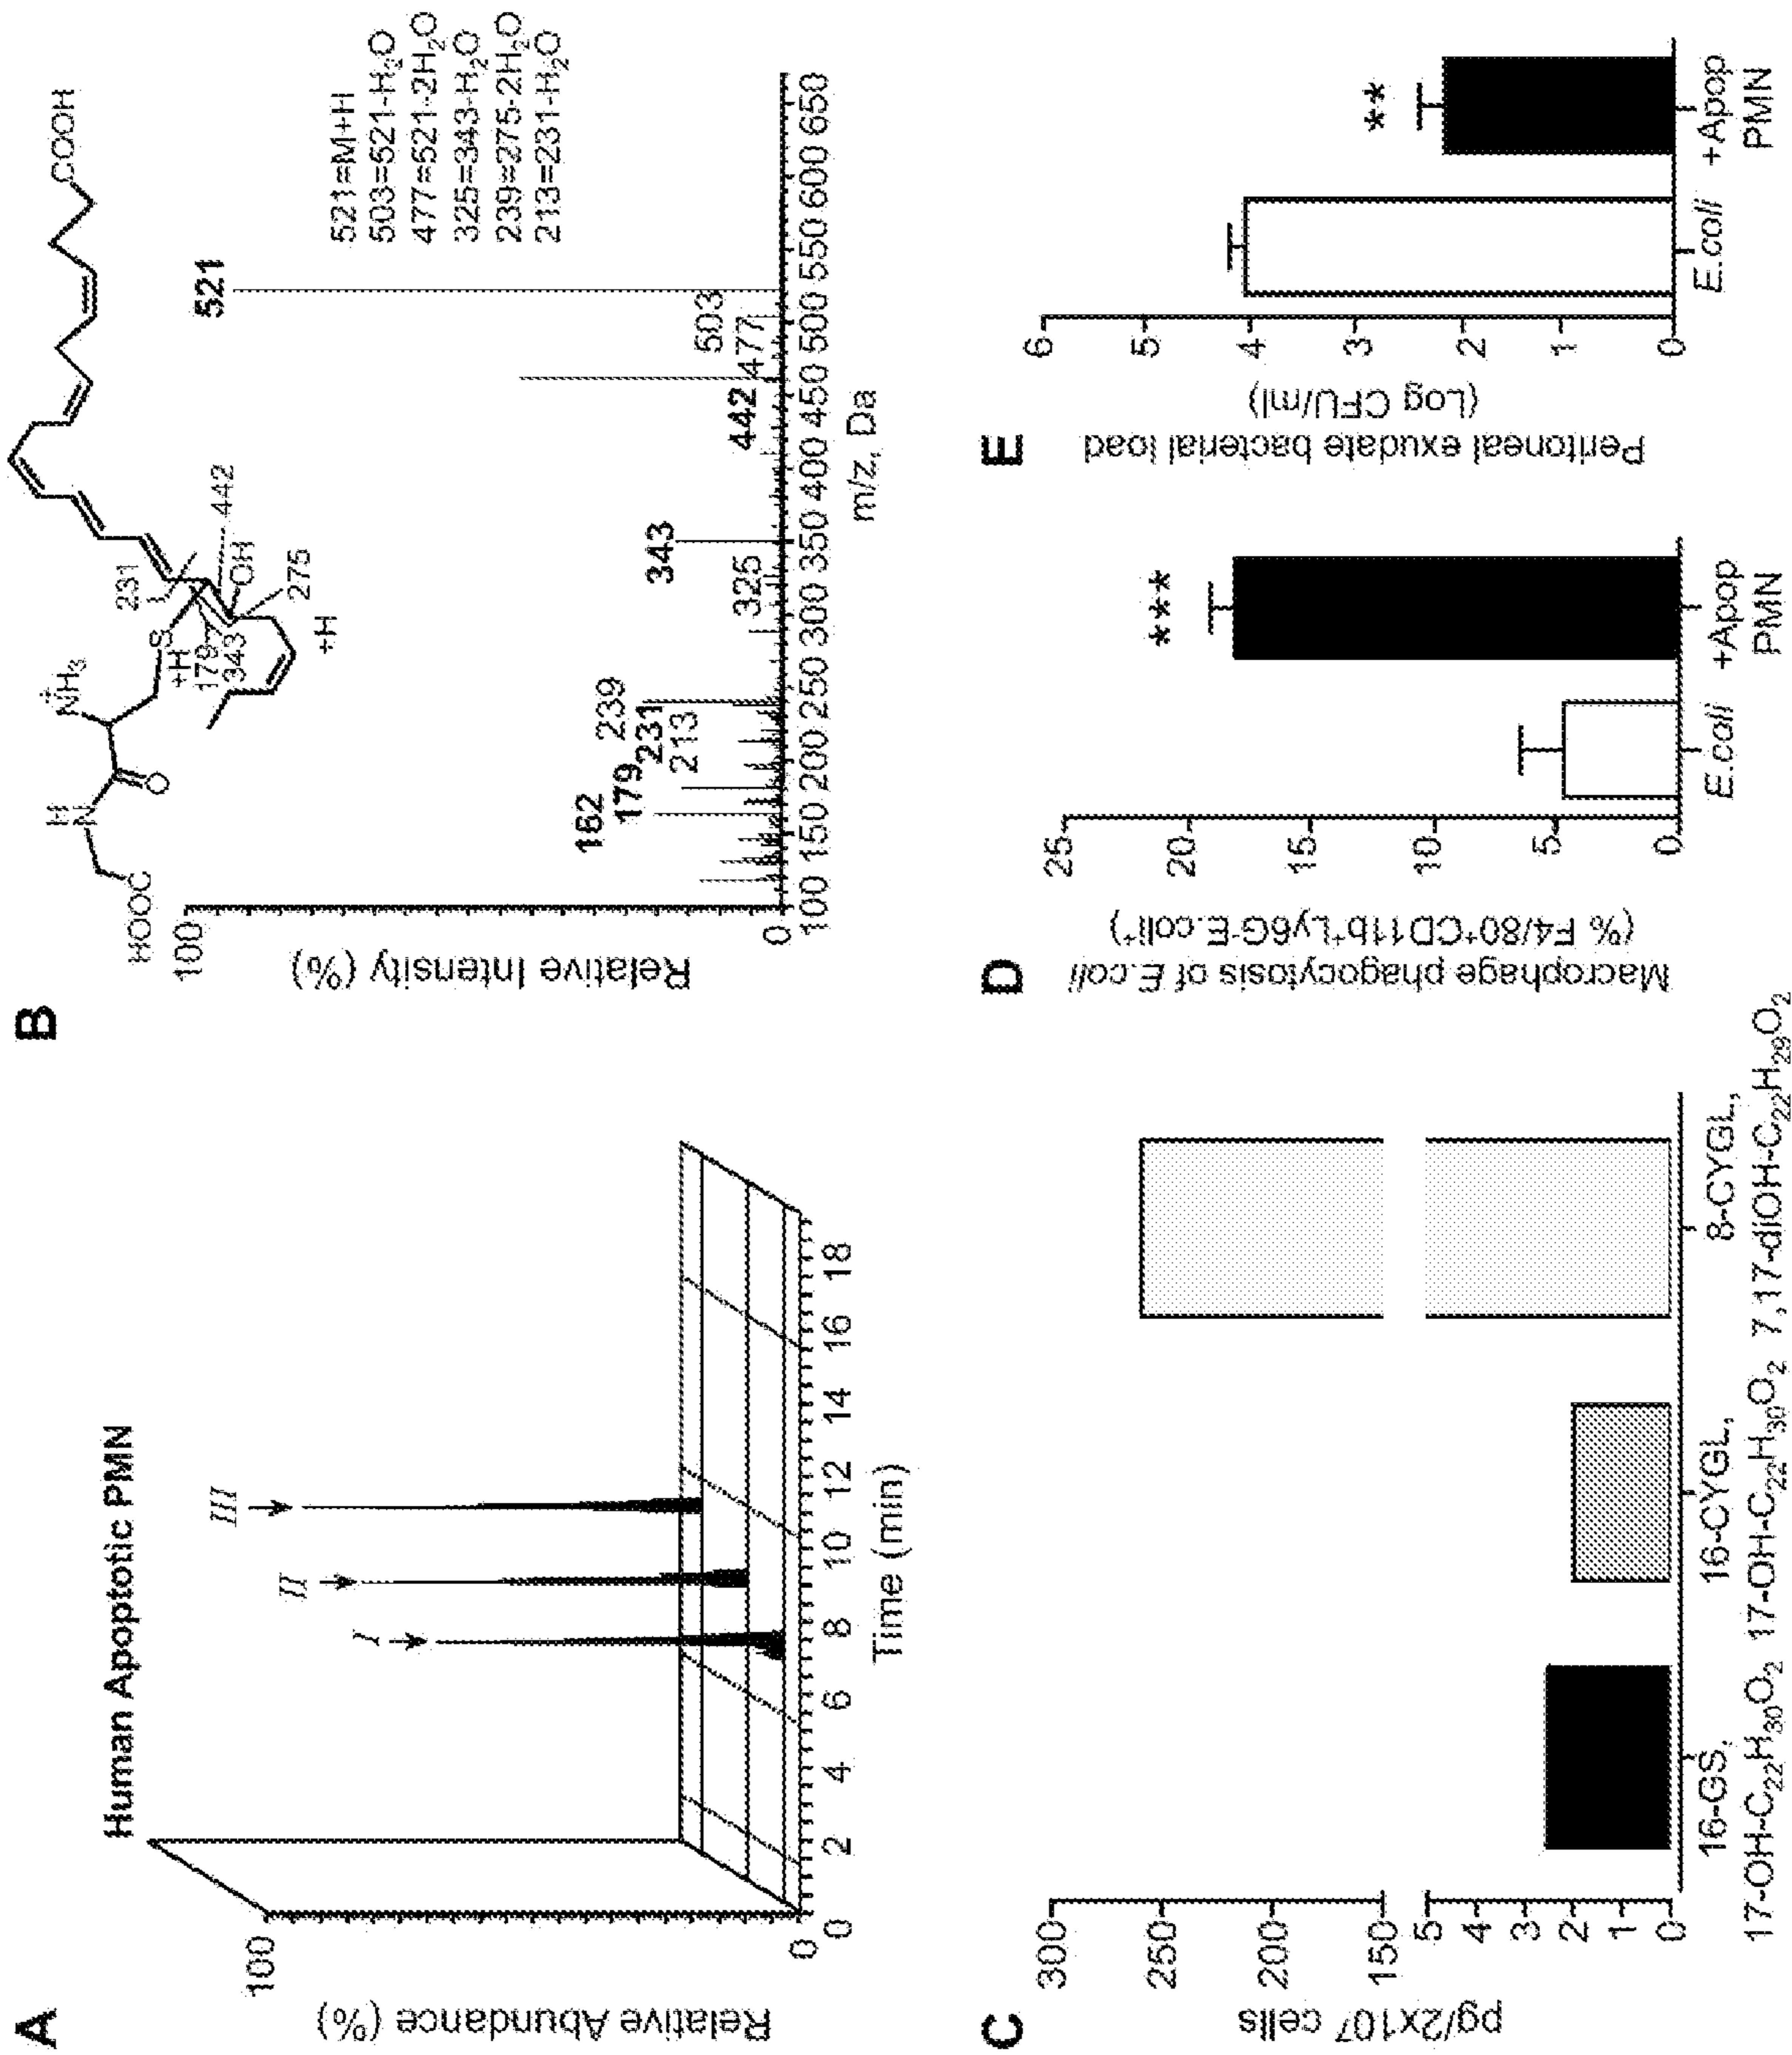 A
Human Apoptotic PMN
I
II
III
100
0
Relative Abundance (%)
0 2 4 6 8 10 12 14 16 18
Time (min)
B
HOOC
H
N
O
+
NH3
S
+H
179
343
231
OH
442
275
+H
COOH
521=M+H
503=521-H2O
477=521-2H2O
325=343-H2O
239=275-2H2O
213=231-H2O
100
0
Relative Intensity (%)
162
179
239
231
213
325
343
442
477
503
521
100 150 200 250 300 350 400 450 500 550 600 650
m/z, Da
C
pg/2x10⁷ cells
300
250
200
150
5
4
3
2
1
0
16-GS,
17-OH-C22H30O2
16-CYGL,
17-OH-C22H30O2
8-CYGL,
7,17-diOH-C22H29O2
D
Macrophage phagocytosis of E.coli
(% F4/80⁺CD11b⁺Ly6G⁻E.coli⁺)
25
20
15
10
5
0
***
E.coli
+Apop
PMN
E
Peritoneal exudate bacterial load
(Log CFU/ml)
6
5
4
3
2
1
0
**
E.coli
+Apop
PMN